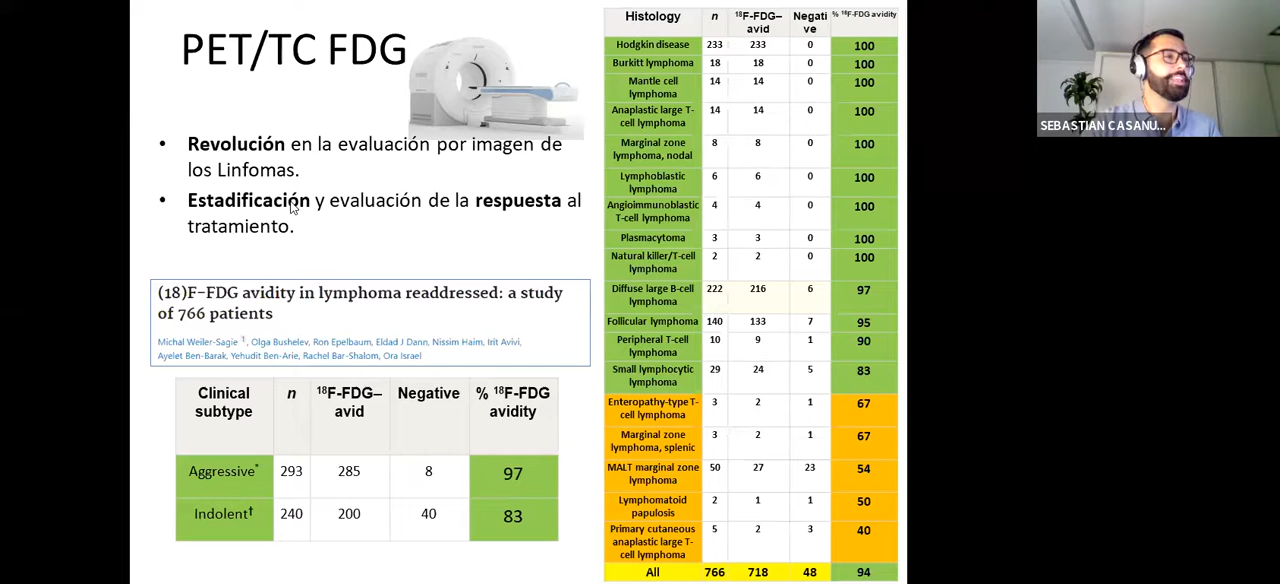 PET/TC FDG
• Revolución en la evaluación por imagen de
los Linfomas.
• Estadificación y evaluación de la respuesta al
tratamiento.
(18)F-FDG avidity in lymphoma readdressed: a study
of 766 patients
Michal Weiler-Sagie 1, Olga Bushelev, Ron Epelbaum, Eldad J Dann, Nissim Haim, Irit Avivi,
Ayelet Ben-Barak, Yehudit Ben-Arie, Rachel Bar-Shalom, Ora Israel
Clinical subtype n ¹⁸F-FDG–avid Negative % ¹⁸F-FDG avidity
Aggressive* 293 285 8 97
Indolent† 240 200 40 83
Histology n ¹⁸F-FDG–avid Negative % ¹⁸F-FDG avidity
Hodgkin disease 233 233 0 100
Burkitt lymphoma 18 18 0 100
Mantle cell lymphoma 14 14 0 100
Anaplastic large T-cell lymphoma 14 14 0 100
Marginal zone lymphoma, nodal 8 8 0 100
Lymphoblastic lymphoma 6 6 0 100
Angioimmunoblastic T-cell lymphoma 4 4 0 100
Plasmacytoma 3 3 0 100
Natural killer/T-cell lymphoma 2 2 0 100
Diffuse large B-cell lymphoma 222 216 6 97
Follicular lymphoma 140 133 7 95
Peripheral T-cell lymphoma 10 9 1 90
Small lymphocytic lymphoma 29 24 5 83
Enteropathy-type T-cell lymphoma 3 2 1 67
Marginal zone lymphoma, splenic 3 2 1 67
MALT marginal zone lymphoma 50 27 23 54
Lymphomatoid papulosis 2 1 1 50
Primary cutaneous anaplastic large T-cell lymphoma 5 2 3 40
All 766 718 48 94
SEBASTIAN CASANU...